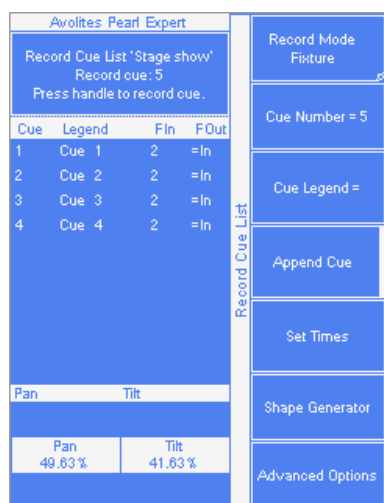 Avolites Pearl Expert
Record Cue List 'Stage show'
Record cue: 5
Press handle to record cue.
Cue Legend FIn FOut
1 Cue 1 2 =In
2 Cue 2 2 =In
3 Cue 3 2 =In
4 Cue 4 2 =In
Pan Tilt
Pan Tilt
49.63% 41.63%
Record Cue List
Record Mode
Fixture
Cue Number = 5
Cue Legend =
Append Cue
Set Times
Shape Generator
Advanced Options